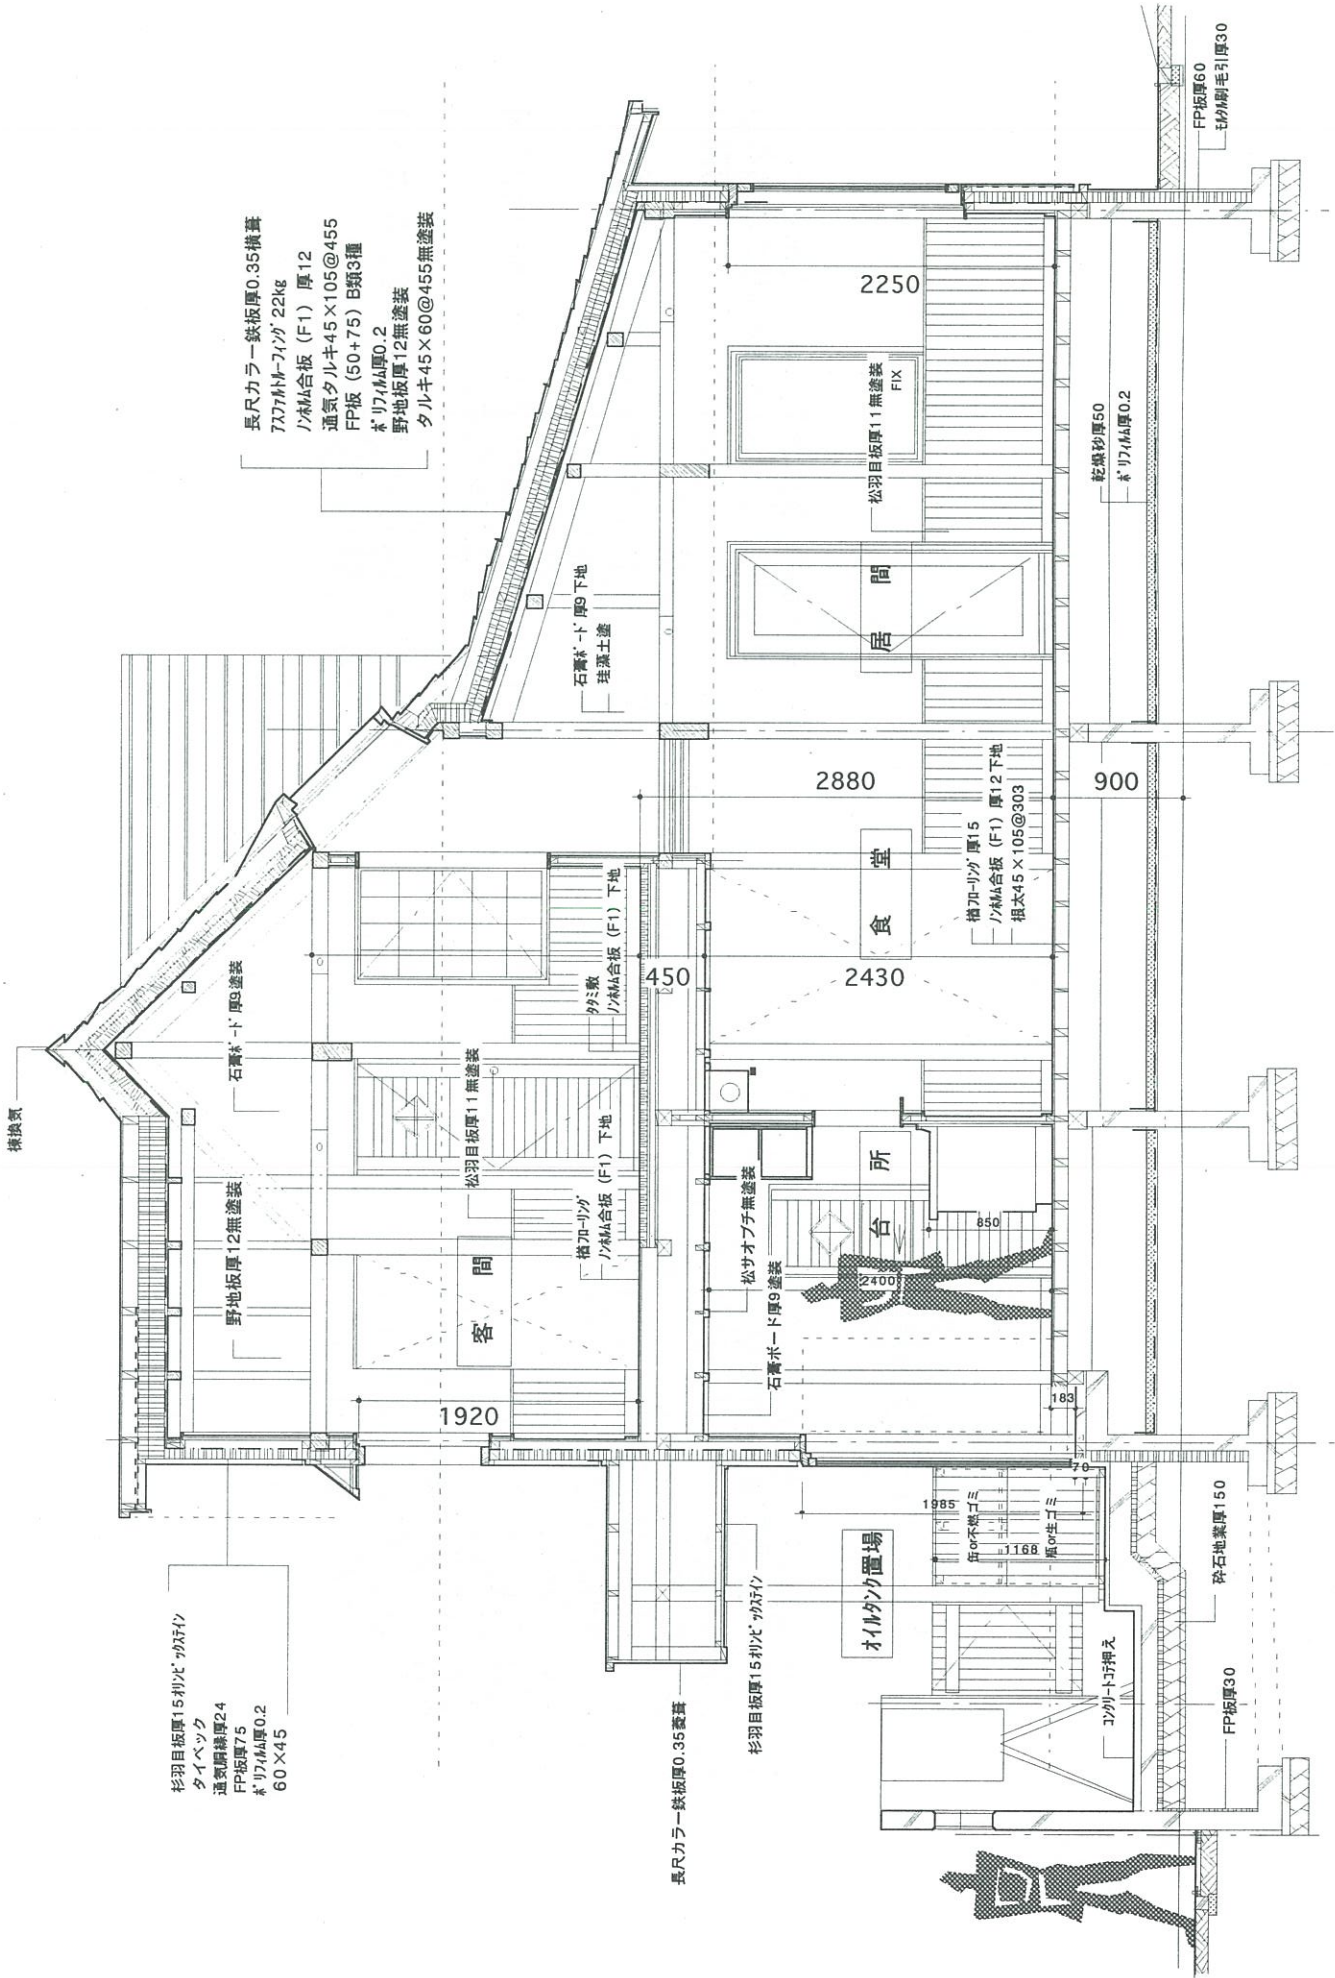 棟換気
長尺カラー鉄板厚0.35横葺
ｱｽﾌｧﾙﾄﾙｰﾌｨﾝｸﾞ22kg
ﾉﾝﾎﾙﾑ合板（F1）厚12
通気タルキ45×105@455
FP板（50+75）B類3種
ﾎﾟﾘﾌｨﾙﾑ厚0.2
野地板厚12無塗装
タルキ45×60@455無塗装
杉羽目板厚15ｵﾘﾝﾋﾟｯｸｽﾃｲﾝ
タイベック
通気胴縁厚24
FP板厚75
ﾎﾟﾘﾌｨﾙﾑ厚0.2
60×45
野地板厚12無塗装
石膏ﾎﾞｰﾄﾞ厚9塗装
1920
客間
松羽目板厚11無塗装
楢ﾌﾛｰﾘﾝｸﾞ
ﾉﾝﾎﾙﾑ合板（F1）下地
ﾀﾀﾐ敷
ﾉﾝﾎﾙﾑ合板（F1）下地
石膏ﾎﾞｰﾄﾞ厚9下地
珪藻土塗
450
2430
2880
900
2250
長尺カラー鉄板厚0.35菱葺
杉羽目板厚15ｵﾘﾝﾋﾟｯｸｽﾃｲﾝ
松サオブチ無塗装
石膏ボード厚9塗装
台所
2400
850
183
70
食堂
楢ﾌﾛｰﾘﾝｸﾞ厚15
ﾉﾝﾎﾙﾑ合板（F1）厚12下地
根太45×105@303
居間
松羽目板厚11無塗装
FIX
オイルタンク置場
1985
缶or不燃ゴミ
1168
瓶or生ゴミ
ｺﾝｸﾘｰﾄｺﾃ押え
FP板厚30
砕石地業厚150
乾燥砂厚50
ﾎﾟﾘﾌｨﾙﾑ厚0.2
FP板厚60
ﾓﾙﾀﾙ刷毛引厚30